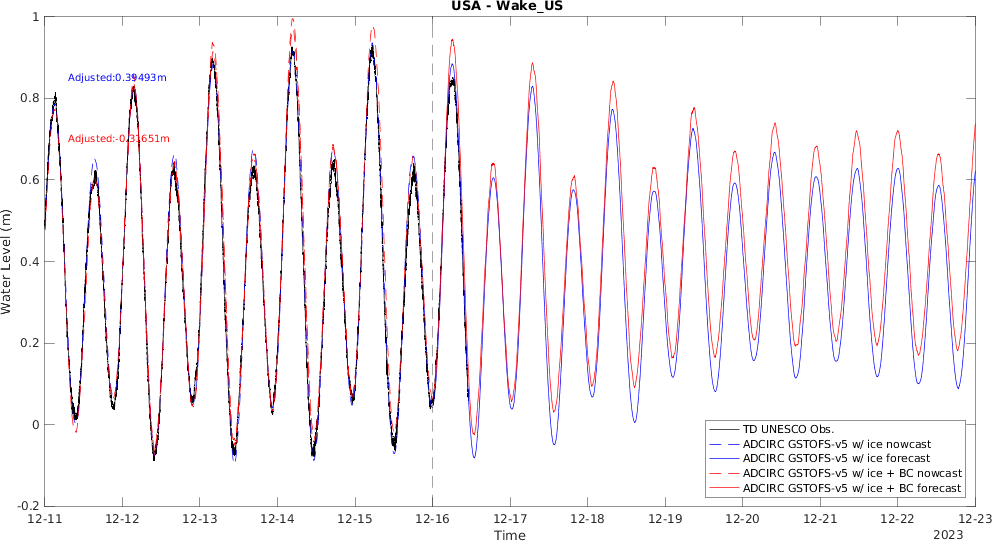 USA - Wake_US
1
0.8
0.6
0.4
0.2
0
-0.2
Water Level (m)
Adjusted:0.39493m
Adjusted:-0.31651m
TD UNESCO Obs.
ADCIRC GSTOFS-v5 w/ ice nowcast
ADCIRC GSTOFS-v5 w/ ice forecast
ADCIRC GSTOFS-v5 w/ ice + BC nowcast
ADCIRC GSTOFS-v5 w/ ice + BC forecast
12-11 12-12 12-13 12-14 12-15 12-16 12-17 12-18 12-19 12-20 12-21 12-22 12-23
Time
2023